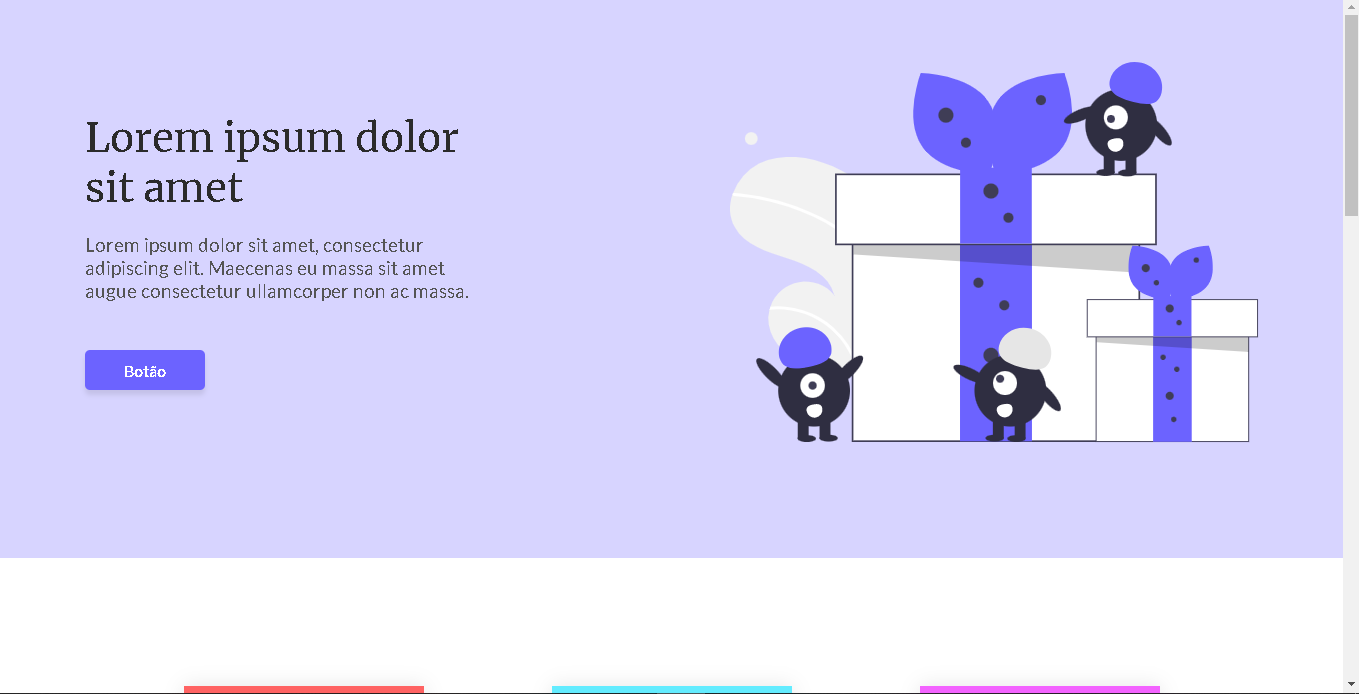 Lorem ipsum dolor
sit amet
Lorem ipsum dolor sit amet, consectetur
adipiscing elit. Maecenas eu massa sit amet
augue consectetur ullamcorper non ac massa.
Botão